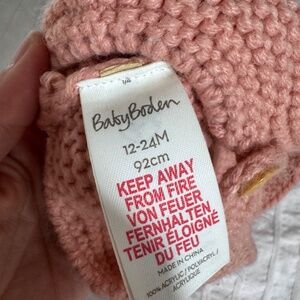 BabyBoden
12-24M
92cm
KEEP AWAY
FROM FIRE
VON FEUER
FERNHALTEN
TENIR ÉLOIGNÉ
DU FEU
MADE IN CHINA
100% ACRYLIC / POLYACRYL /
ACRYLIQUE